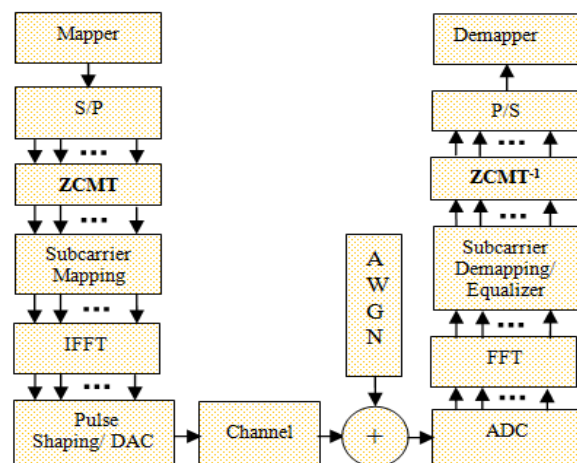 Mapper
S/P
ZCMT
Subcarrier
Mapping
IFFT
Pulse
Shaping/ DAC
Channel
A
W
G
N
+
Demapper
P/S
ZCMT-1
Subcarrier
Demapping/
Equalizer
FFT
ADC